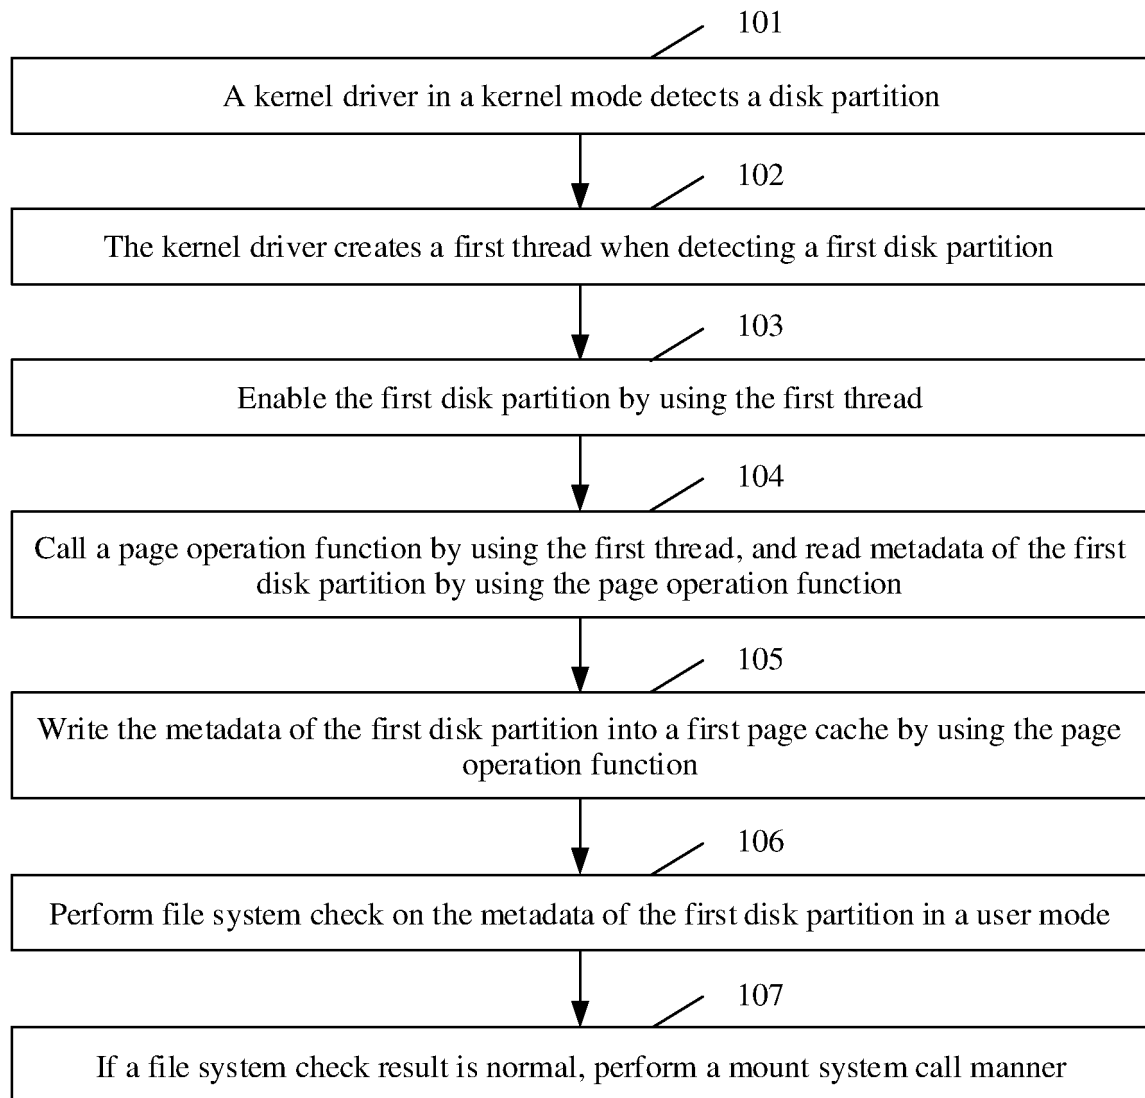 101
A kernel driver in a kernel mode detects a disk partition
102
The kernel driver creates a first thread when detecting a first disk partition
103
Enable the first disk partition by using the first thread
104
Call a page operation function by using the first thread, and read metadata of the first
disk partition by using the page operation function
105
Write the metadata of the first disk partition into a first page cache by using the page
operation function
106
Perform file system check on the metadata of the first disk partition in a user mode
107
If a file system check result is normal, perform a mount system call manner